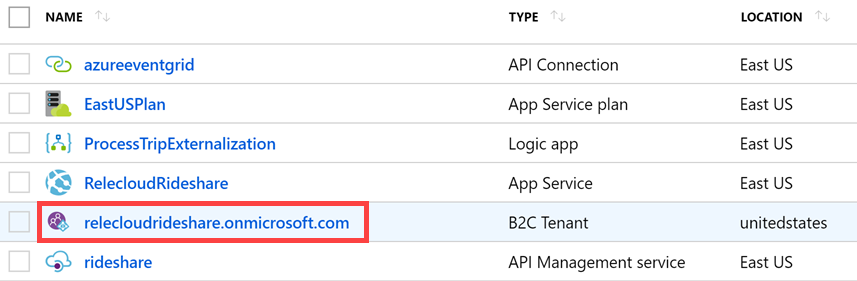 NAME TYPE LOCATION
azureeventgrid API Connection East US
EastUSPlan App Service plan East US
ProcessTripExternalization Logic app East US
RelecloudRideshare App Service East US
relecloudrideshare.onmicrosoft.com B2C Tenant unitedstates
rideshare API Management service East US